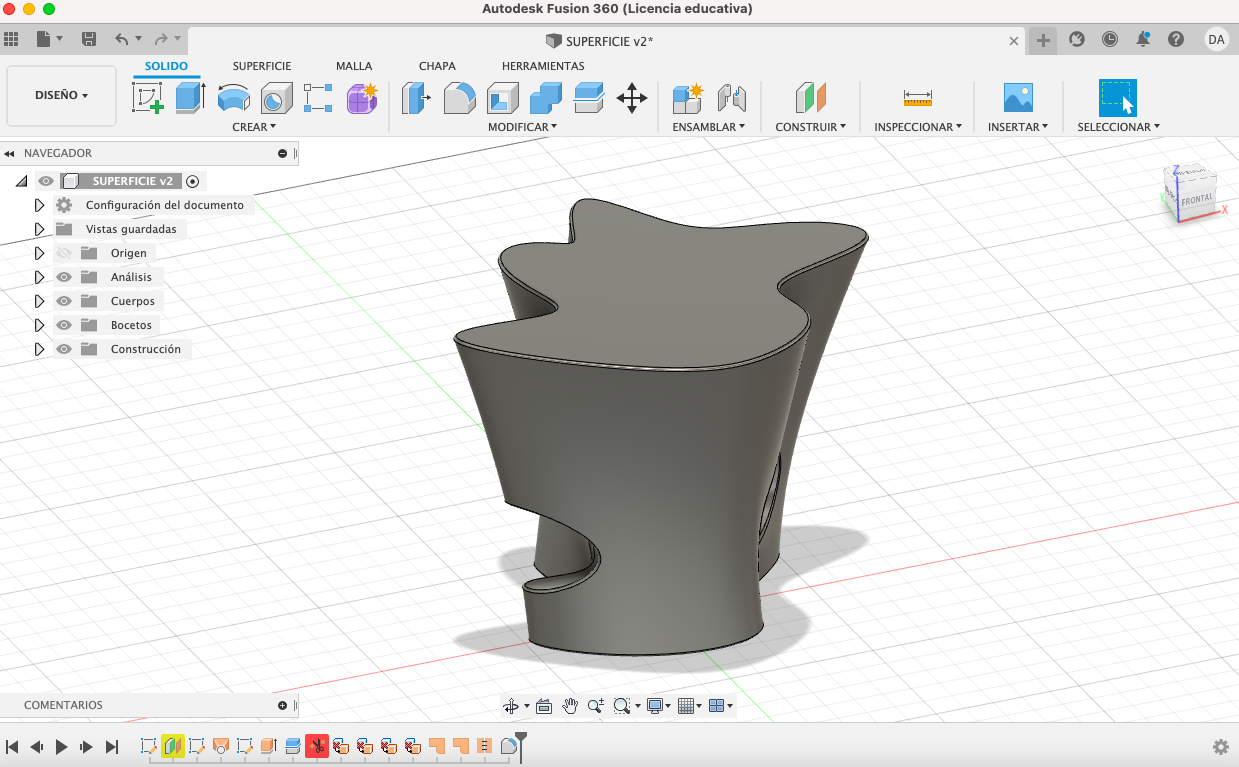 Autodesk Fusion 360 (Licencia educativa)
SUPERFICIE v2*
DA
SOLIDO SUPERFICIE MALLA CHAPA HERRAMIENTAS
DISEÑO
CREAR MODIFICAR ENSAMBLAR CONSTRUIR INSPECCIONAR INSERTAR SELECCIONAR
NAVEGADOR
SUPERFICIE v2
Configuración del documento
Vistas guardadas
Origen
Análisis
Cuerpos
Bocetos
Construcción
Z
FRONTAL
X
COMENTARIOS